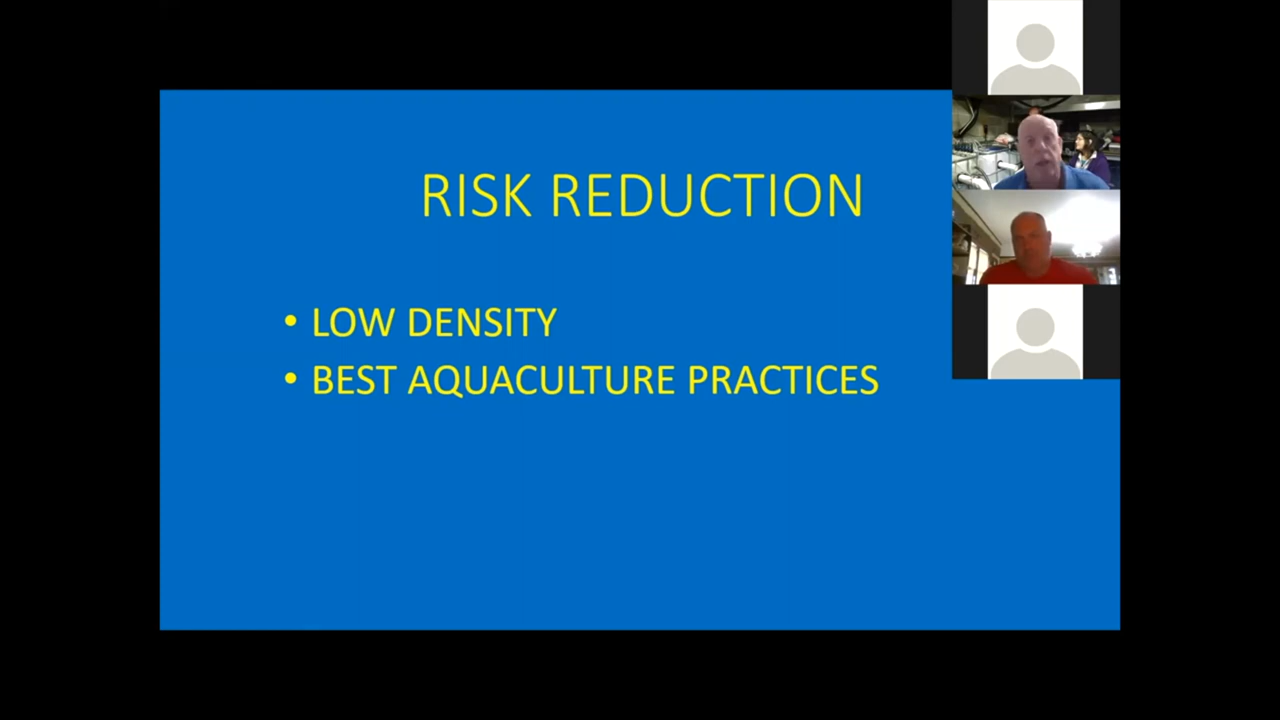 RISK REDUCTION
• LOW DENSITY
• BEST AQUACULTURE PRACTICES